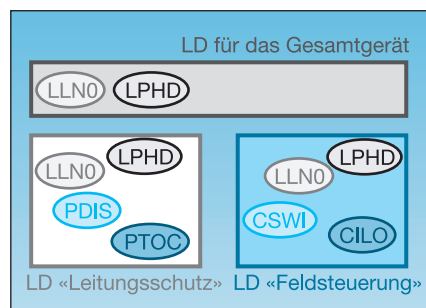 LD für das Gesamtgerät
LLN0 LPHD
LPHD
LLN0
PDIS
PTOC
LPHD
LLN0
CSWI
CILO
LD «Leitungsschutz» LD «Feldsteuerung»